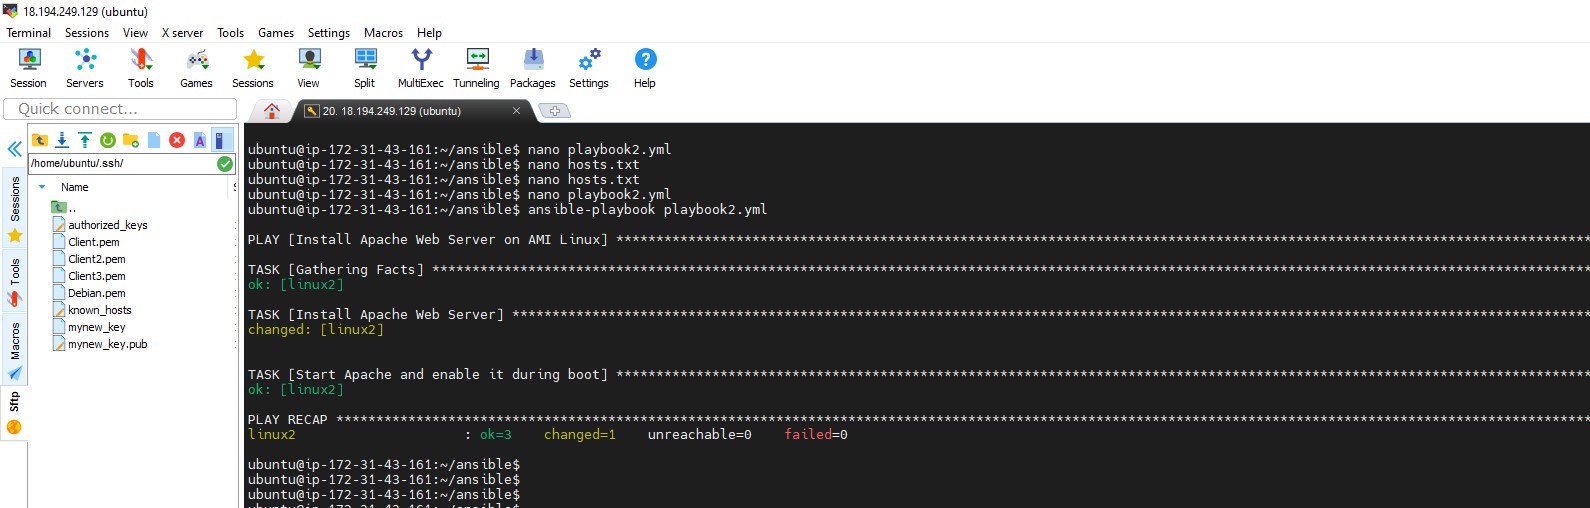 18.194.249.129 (ubuntu)
Terminal Sessions View X server Tools Games Settings Macros Help
Session Servers Tools Games Sessions View Split MultiExec Tunneling Packages Settings Help
Quick connect...
20. 18.194.249.129 (ubuntu)
/home/ubuntu/.ssh/
Name
..
authorized_keys
Client.pem
Client2.pem
Client3.pem
Debian.pem
known_hosts
mynew_key
mynew_key.pub
Sessions
Tools
Macros
Sftp
ubuntu@ip-172-31-43-161:~/ansible$ nano playbook2.yml
ubuntu@ip-172-31-43-161:~/ansible$ nano hosts.txt
ubuntu@ip-172-31-43-161:~/ansible$ nano hosts.txt
ubuntu@ip-172-31-43-161:~/ansible$ nano playbook2.yml
ubuntu@ip-172-31-43-161:~/ansible$ ansible-playbook playbook2.yml
PLAY [Install Apache Web Server on AMI Linux] **************************************************************************************************************************
TASK [Gathering Facts] *************************************************************************************************************************************************
ok: [linux2]
TASK [Install Apache Web Server] ***************************************************************************************************************************************
changed: [linux2]
TASK [Start Apache and enable it during boot] **************************************************************************************************************************
ok: [linux2]
PLAY RECAP *************************************************************************************************************************************************************
linux2 : ok=3 changed=1 unreachable=0 failed=0
ubuntu@ip-172-31-43-161:~/ansible$
ubuntu@ip-172-31-43-161:~/ansible$
ubuntu@ip-172-31-43-161:~/ansible$
ubuntu@ip-172-31-43-161:~/ansible$